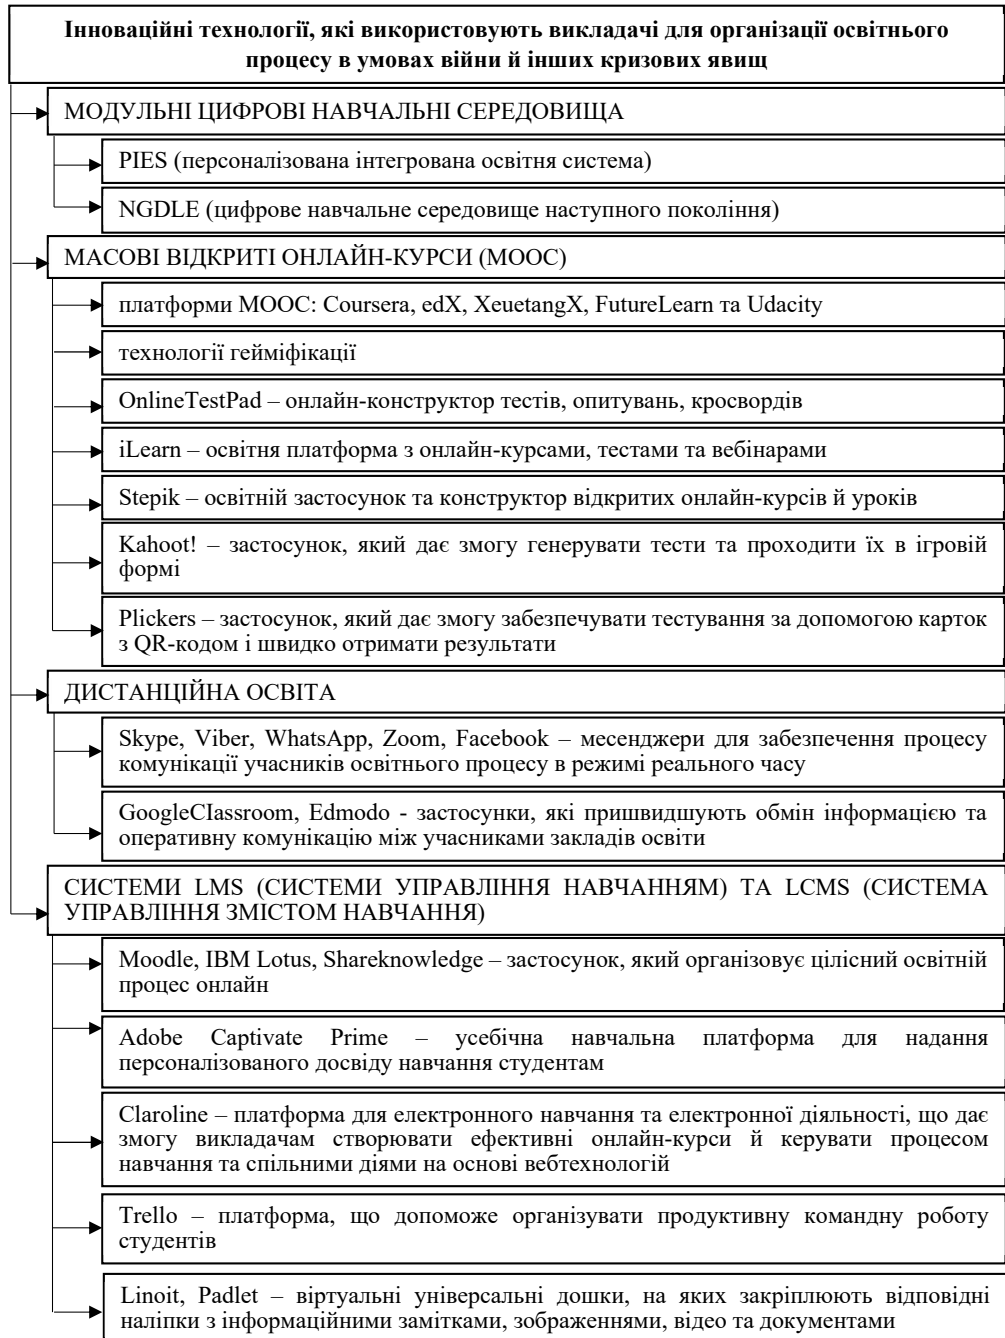 Інноваційні технології, які використовують викладачі для організації освітнього
процесу в умовах війни й інших кризових явищ
МОДУЛЬНІ ЦИФРОВІ НАВЧАЛЬНІ СЕРЕДОВИЩА
PIES (персоналізована інтегрована освітня система)
NGDLE (цифрове навчальне середовище наступного покоління)
МАСОВІ ВІДКРИТІ ОНЛАЙН-КУРСИ (МООС)
платформи МООС: Coursera, edX, XeuetangX, FutureLearn та Udacity
технології гейміфікації
OnlineTestPad – онлайн-конструктор тестів, опитувань, кросвордів
iLearn – освітня платформа з онлайн-курсами, тестами та вебінарами
Stepik – освітній застосунок та конструктор відкритих онлайн-курсів й уроків
Kahoot! – застосунок, який дає змогу генерувати тести та проходити їх в ігровій
формі
Plickers – застосунок, який дає змогу забезпечувати тестування за допомогою карток
з QR-кодом і швидко отримати результати
ДИСТАНЦІЙНА ОСВІТА
Skype, Viber, WhatsApp, Zoom, Facebook – месенджери для забезпечення процесу
комунікації учасників освітнього процесу в режимі реального часу
GoogleCIassroom, Edmodo - застосунки, які пришвидшують обмін інформацією та
оперативну комунікацію між учасниками закладів освіти
СИСТЕМИ LMS (СИСТЕМИ УПРАВЛІННЯ НАВЧАННЯМ) ТА LCMS (СИСТЕМА
УПРАВЛІННЯ ЗМІСТОМ НАВЧАННЯ)
Moodle, IBM Lotus, Shareknowledge – застосунок, який організовує цілісний освітній
процес онлайн
Adobe Captivate Prime – усебічна навчальна платформа для надання
персоналізованого досвіду навчання студентам
Claroline – платформа для електронного навчання та електронної діяльності, що дає
змогу викладачам створювати ефективні онлайн-курси й керувати процесом
навчання та спільними діями на основі вебтехнологій
Trello – платформа, що допоможе організувати продуктивну командну роботу
студентів
Linoit, Padlet – віртуальні універсальні дошки, на яких закріплюють відповідні
наліпки з інформаційними замітками, зображеннями, відео та документами